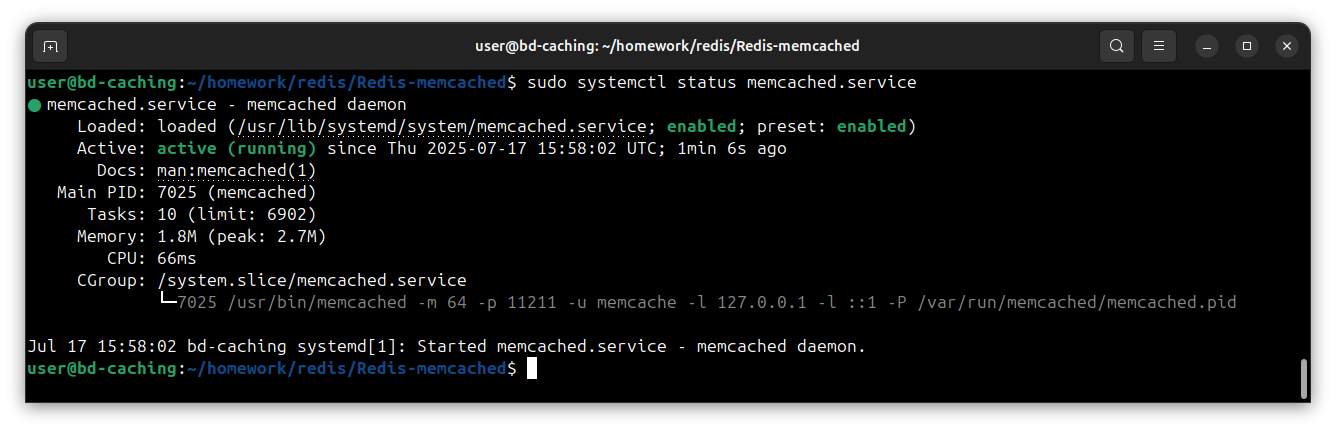 user@bd-caching: ~/homework/redis/Redis-memcached
user@bd-caching:~/homework/redis/Redis-memcached$ sudo systemctl status memcached.service
● memcached.service - memcached daemon
     Loaded: loaded (/usr/lib/systemd/system/memcached.service; enabled; preset: enabled)
     Active: active (running) since Thu 2025-07-17 15:58:02 UTC; 1min 6s ago
       Docs: man:memcached(1)
   Main PID: 7025 (memcached)
      Tasks: 10 (limit: 6902)
     Memory: 1.8M (peak: 2.7M)
        CPU: 66ms
     CGroup: /system.slice/memcached.service
             └─7025 /usr/bin/memcached -m 64 -p 11211 -u memcache -l 127.0.0.1 -l ::1 -P /var/run/memcached/memcached.pid
Jul 17 15:58:02 bd-caching systemd[1]: Started memcached.service - memcached daemon.
user@bd-caching:~/homework/redis/Redis-memcached$